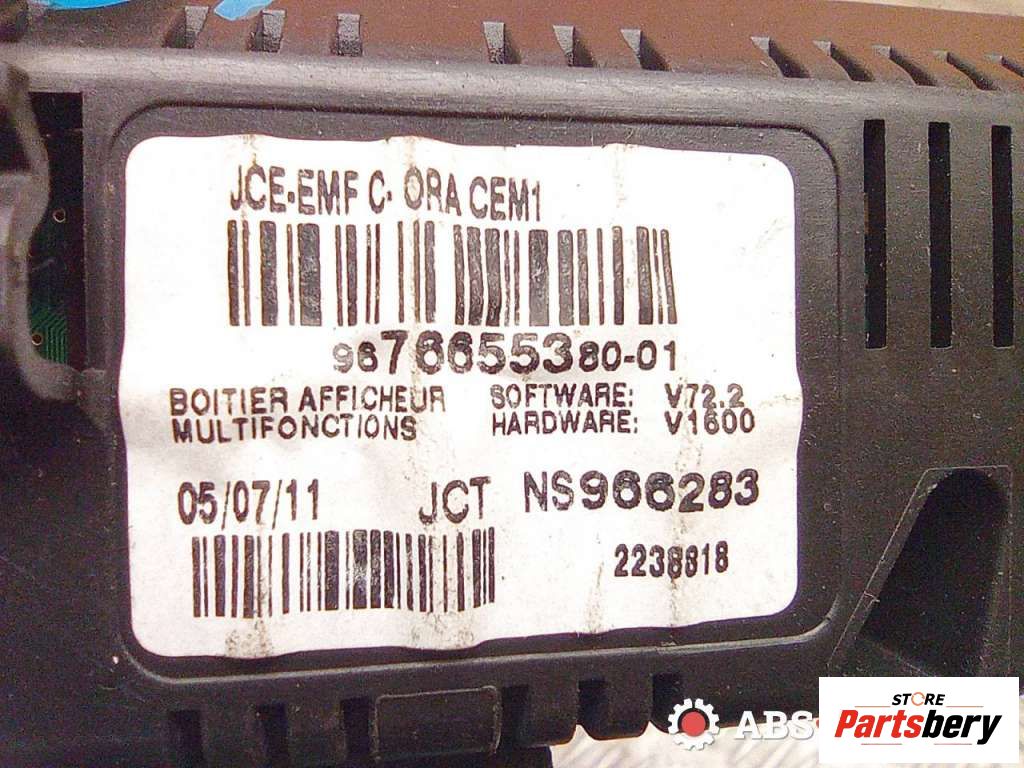 JCE-EMF C- ORA CEM1
9676655380-01
BOITIER AFFICHEUR SOFTWARE: V72.2
MULTIFONCTIONS HARDWARE: V1600
05/07/11 JCT NS966283
2238818
ABS
STORE
Partsbery